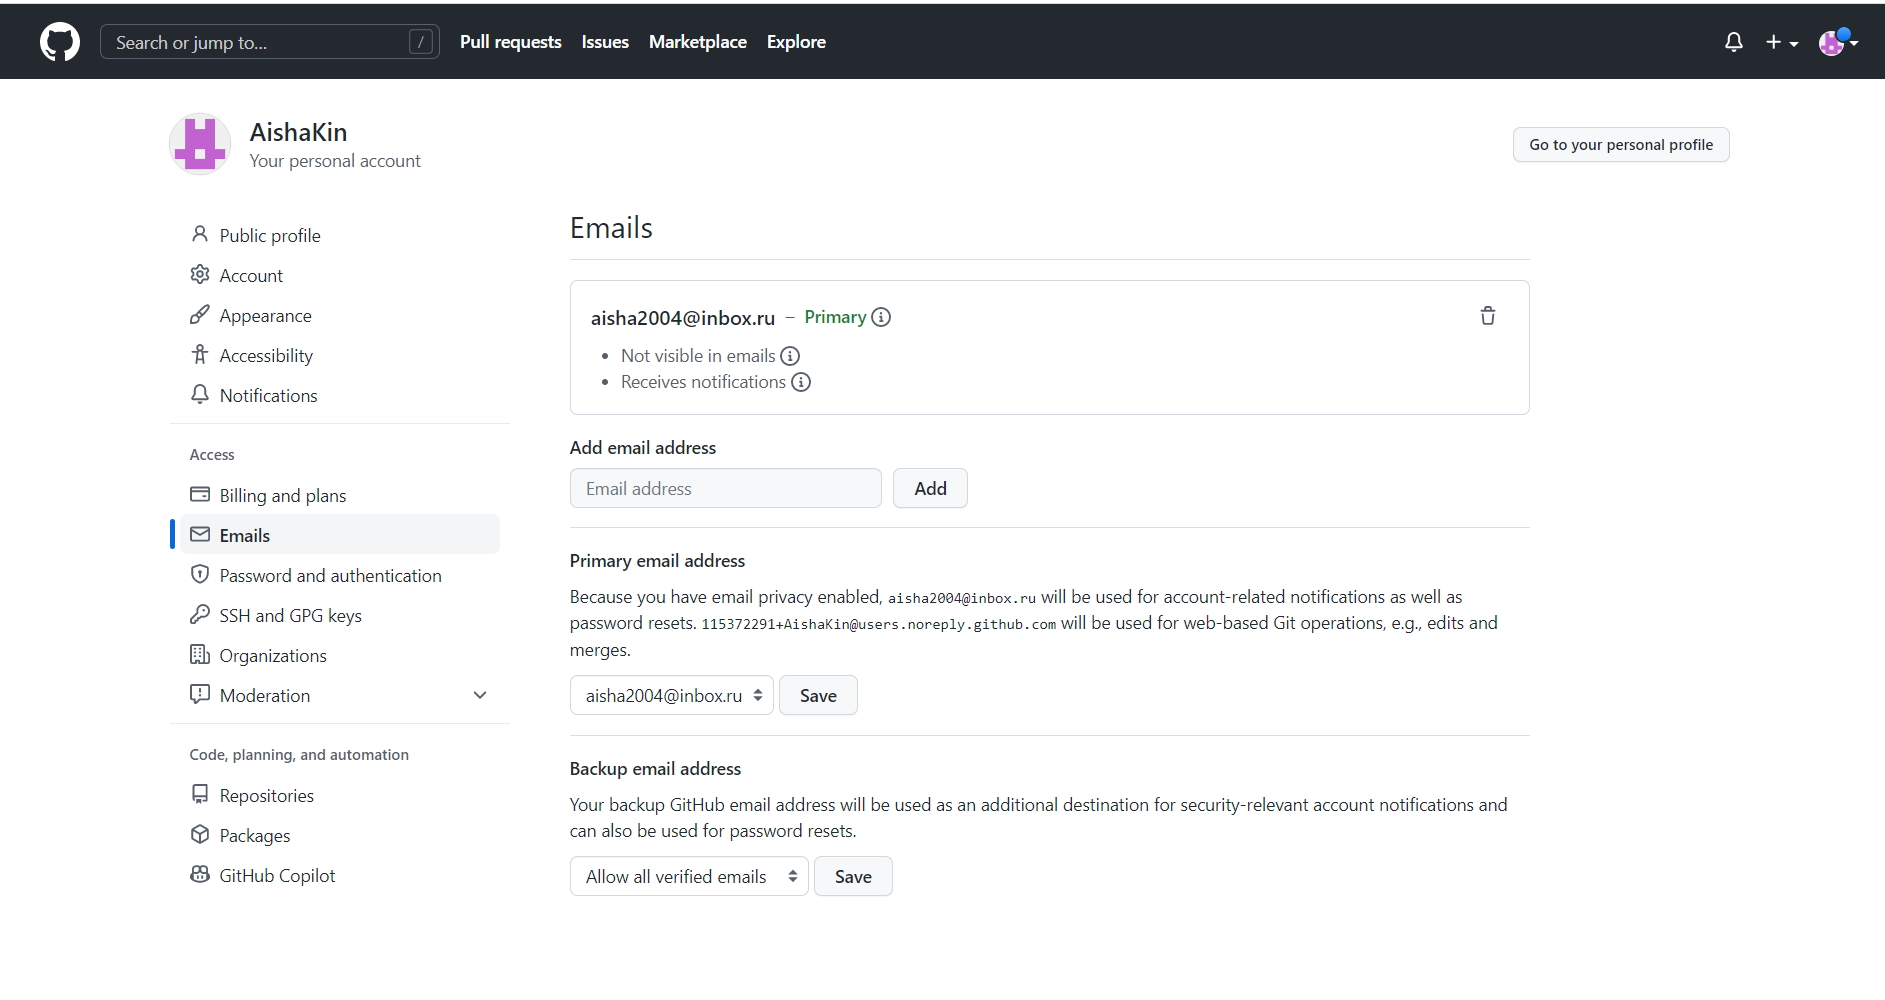 Search or jump to... /
Pull requests Issues Marketplace Explore
AishaKin
Your personal account
Go to your personal profile
Public profile
Account
Appearance
Accessibility
Notifications
Access
Billing and plans
Emails
Password and authentication
SSH and GPG keys
Organizations
Moderation
Code, planning, and automation
Repositories
Packages
GitHub Copilot
Emails
aisha2004@inbox.ru – Primary
• Not visible in emails
• Receives notifications
Add email address
Email address Add
Primary email address
Because you have email privacy enabled, aisha2004@inbox.ru will be used for account-related notifications as well as
password resets. 115372291+AishaKin@users.noreply.github.com will be used for web-based Git operations, e.g., edits and
merges.
aisha2004@inbox.ru Save
Backup email address
Your backup GitHub email address will be used as an additional destination for security-relevant account notifications and
can also be used for password resets.
Allow all verified emails Save